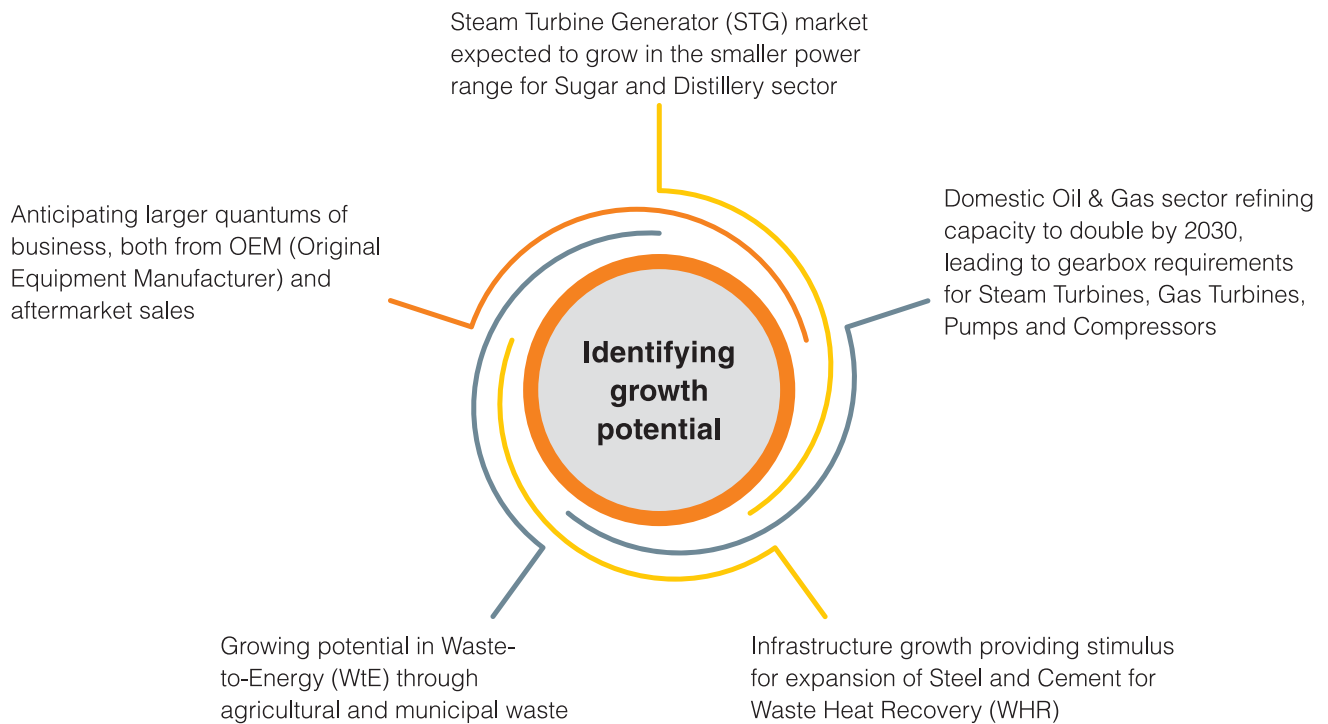 Steam Turbine Generator (STG) market
expected to grow in the smaller power
range for Sugar and Distillery sector
Anticipating larger quantums of
business, both from OEM (Original
Equipment Manufacturer) and
aftermarket sales
Domestic Oil & Gas sector refining
capacity to double by 2030,
leading to gearbox requirements
for Steam Turbines, Gas Turbines,
Pumps and Compressors
Identifying
growth
potential
Growing potential in Waste-
to-Energy (WtE) through
agricultural and municipal waste
Infrastructure growth providing stimulus
for expansion of Steel and Cement for
Waste Heat Recovery (WHR)